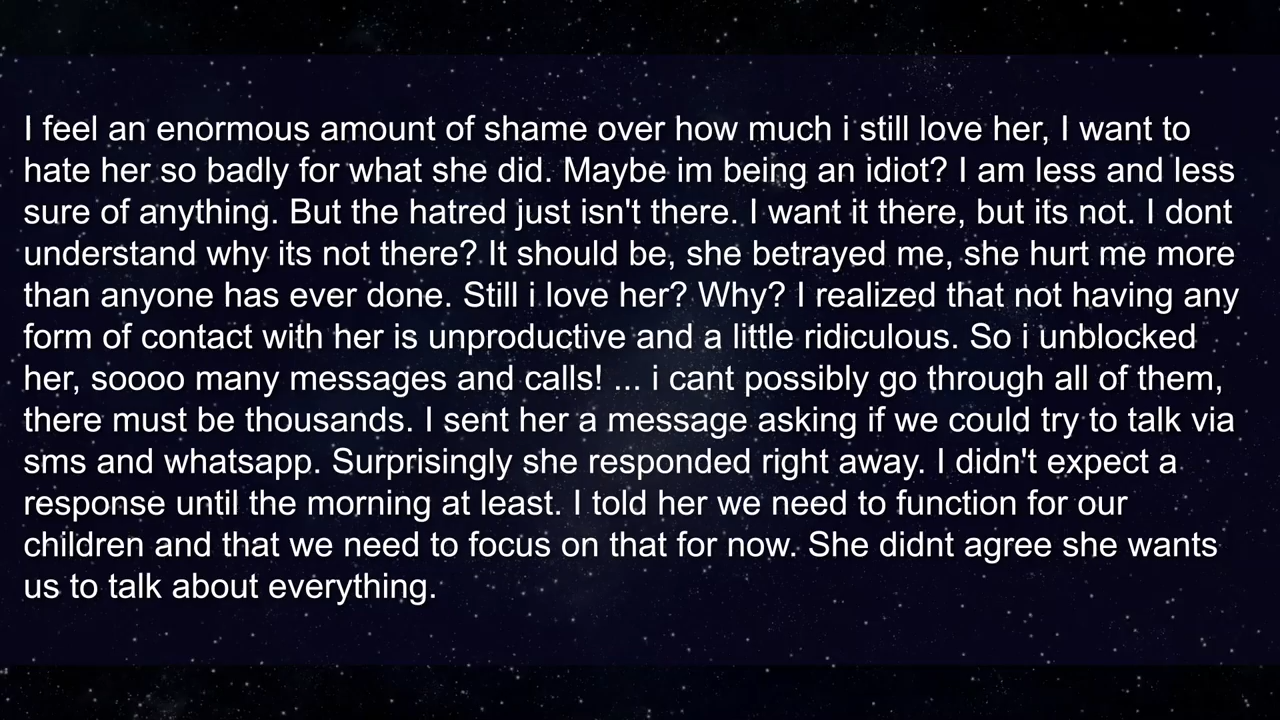 I feel an enormous amount of shame over how much i still love her, I want to
hate her so badly for what she did. Maybe im being an idiot? I am less and less
sure of anything. But the hatred just isn't there. I want it there, but its not. I dont
understand why its not there? It should be, she betrayed me, she hurt me more
than anyone has ever done. Still i love her? Why? I realized that not having any
form of contact with her is unproductive and a little ridiculous. So i unblocked
her, soooo many messages and calls! ... i cant possibly go through all of them,
there must be thousands. I sent her a message asking if we could try to talk via
sms and whatsapp. Surprisingly she responded right away. I didn't expect a
response until the morning at least. I told her we need to function for our
children and that we need to focus on that for now. She didnt agree she wants
us to talk about everything.